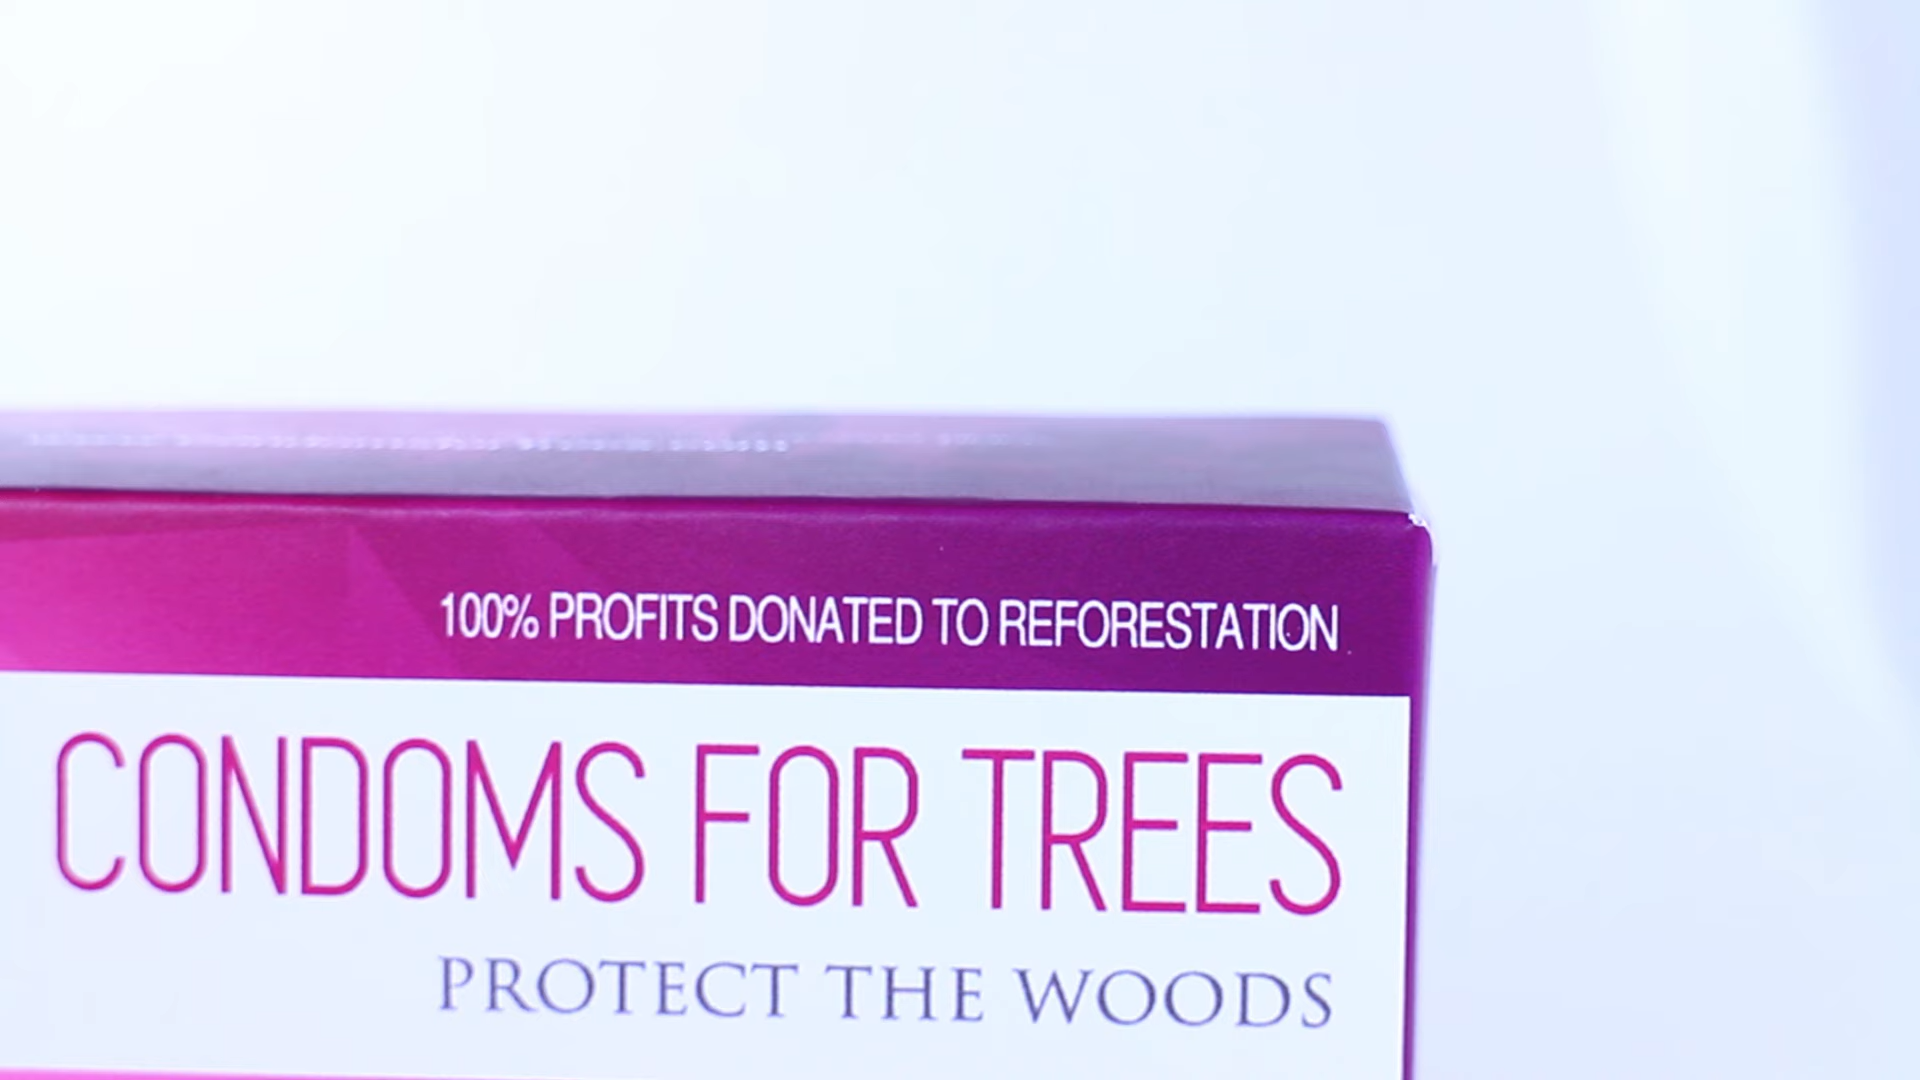 100% PROFITS DONATED TO REFORESTATION
CONDOMS FOR TREES
PROTECT THE WOODS